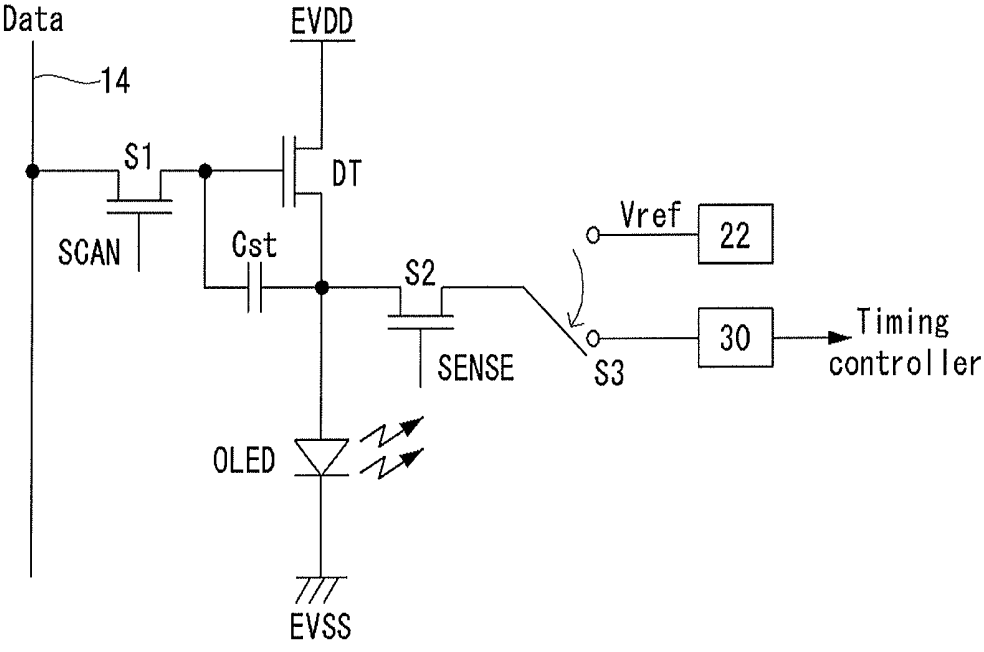 Data
EVDD
14
S1
DT
SCAN
Cst
S2
Vref
22
SENSE
S3
30
Timing
controller
OLED
EVSS